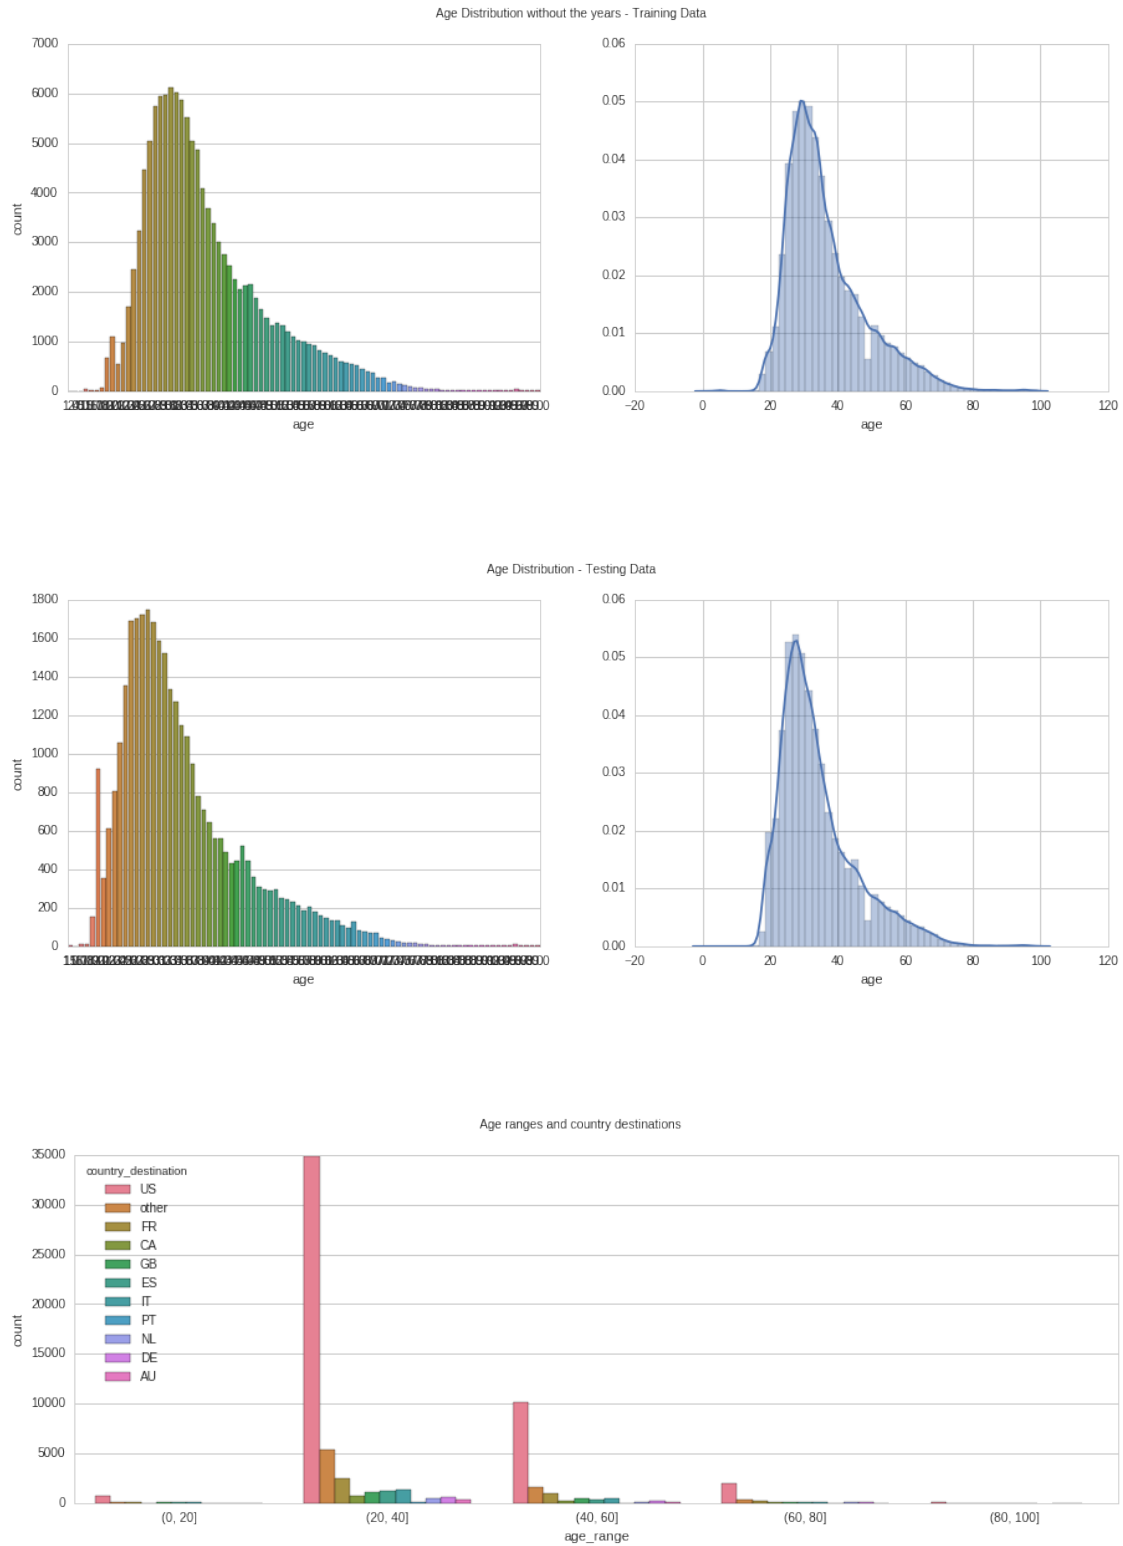 Age Distribution without the years - Training Data
7000
6000
5000
4000
3000
2000
1000
0
count
age
0.06
0.05
0.04
0.03
0.02
0.01
0.00
−20 0 20 40 60 80 100 120
age
Age Distribution - Testing Data
1800
1600
1400
1200
1000
800
600
400
200
0
count
age
0.06
0.05
0.04
0.03
0.02
0.01
0.00
−20 0 20 40 60 80 100 120
age
Age ranges and country destinations
35000
30000
25000
20000
15000
10000
5000
0
count
country_destination
US
other
FR
CA
GB
ES
IT
PT
NL
DE
AU
(0, 20] (20, 40] (40, 60] (60, 80] (80, 100]
age_range